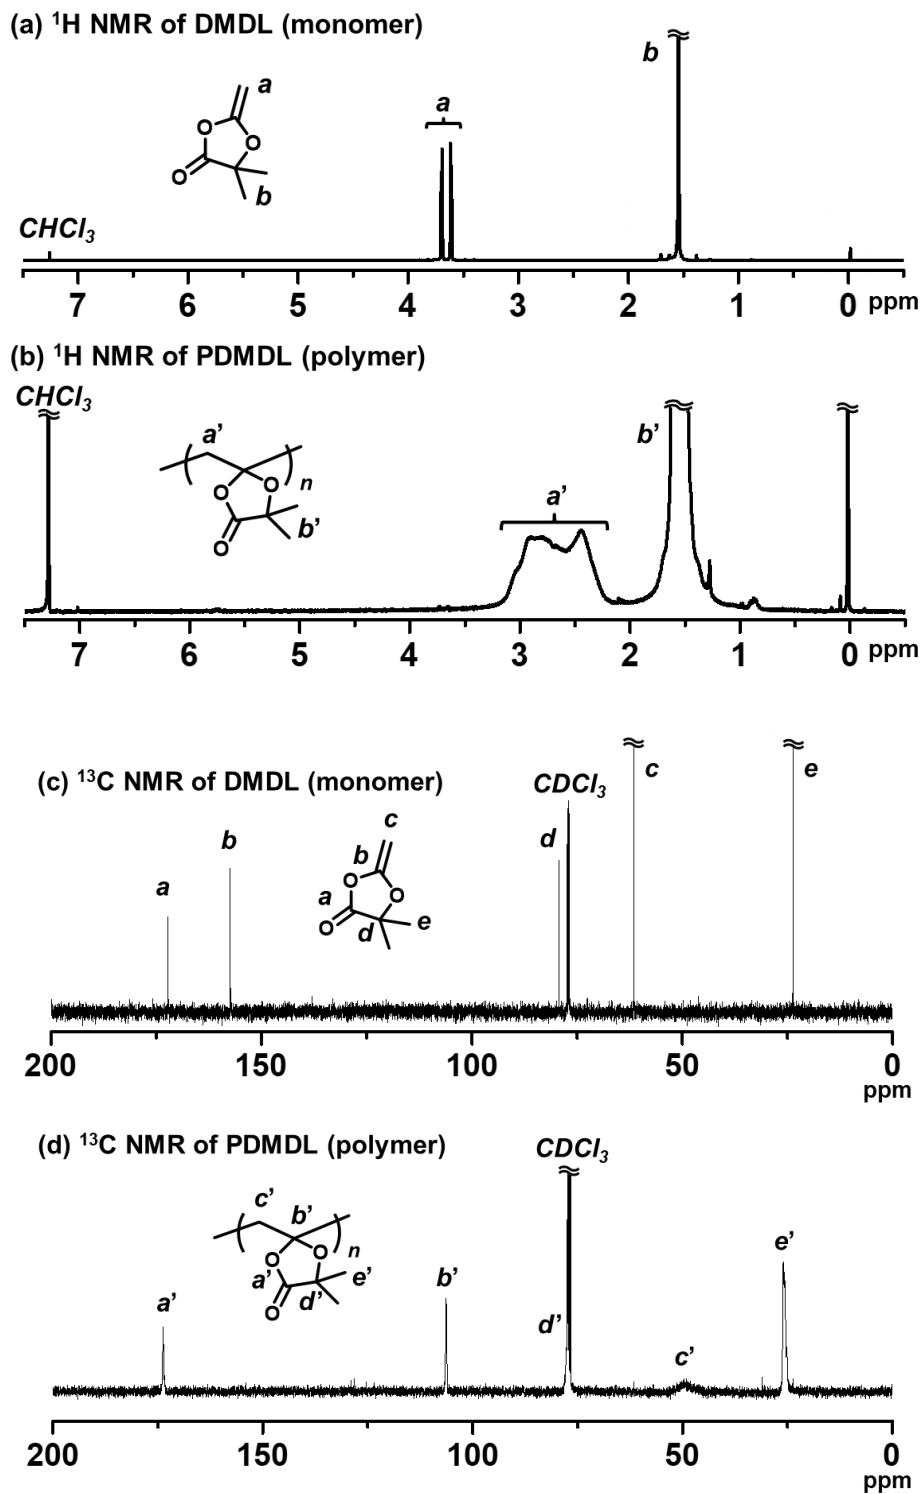 (a) ¹H NMR of DMDL (monomer)
a
b
a
O
O
O
b
CHCl₃
7 6 5 4 3 2 1 0 ppm
(b) ¹H NMR of PDMDL (polymer)
CHCl₃
a’
b’
n
O
O
a’
b’
O
7 6 5 4 3 2 1 0 ppm
(c) ¹³C NMR of DMDL (monomer)
CDCl₃
c
e
c
b
b
d
a
O
a
O
e
O
d
200 150 100 50 0
ppm
(d) ¹³C NMR of PDMDL (polymer)
CDCl₃
c’
b’
n
O
O
e’
a’
e’
b’
O
d’
a’
d’
c’
200 150 100 50 0
ppm